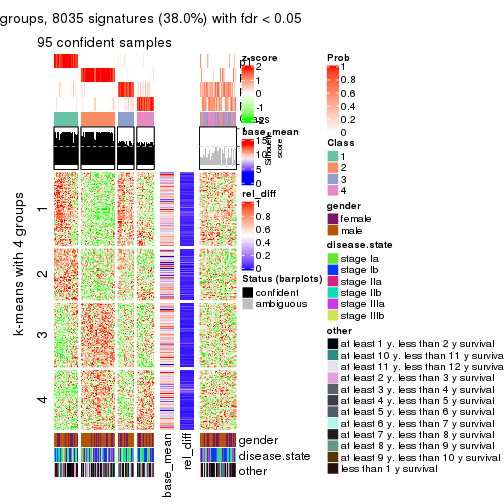 groups, 8035 signatures (38.0%) with fdr < 0.05
95 confident samples
k-means with 4 groups
1
2
3
4
base_mean
rel_diff
gender
disease.state
other
z-score
2
1
0
-1
-2
base_mean
15
10
5
0
Silhouette
score
rel_diff
1
0.8
0.6
0.4
0.2
0
Status (barplots)
confident
ambiguous
Prob
1
0.8
0.6
0.4
0.2
0
Class
1
2
3
4
gender
female
male
disease.state
stage Ia
stage Ib
stage IIa
stage IIb
stage IIIa
stage IIIb
other
at least 1 y. less than 2 y survival
at least 10 y. less than 11 y survival
at least 11 y. less than 12 y survival
at least 2 y. less than 3 y survival
at least 3 y. less than 4 y survival
at least 4 y. less than 5 y survival
at least 5 y. less than 6 y survival
at least 6 y. less than 7 y survival
at least 7 y. less than 8 y survival
at least 8 y. less than 9 y survival
at least 9 y. less than 10 y survival
less than 1 y survival